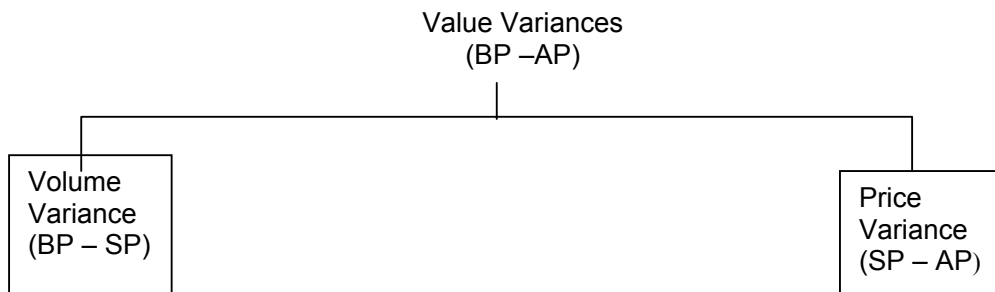 Value Variances
(BP –AP)
Volume
Variance
(BP – SP)
Price
Variance
(SP – AP)